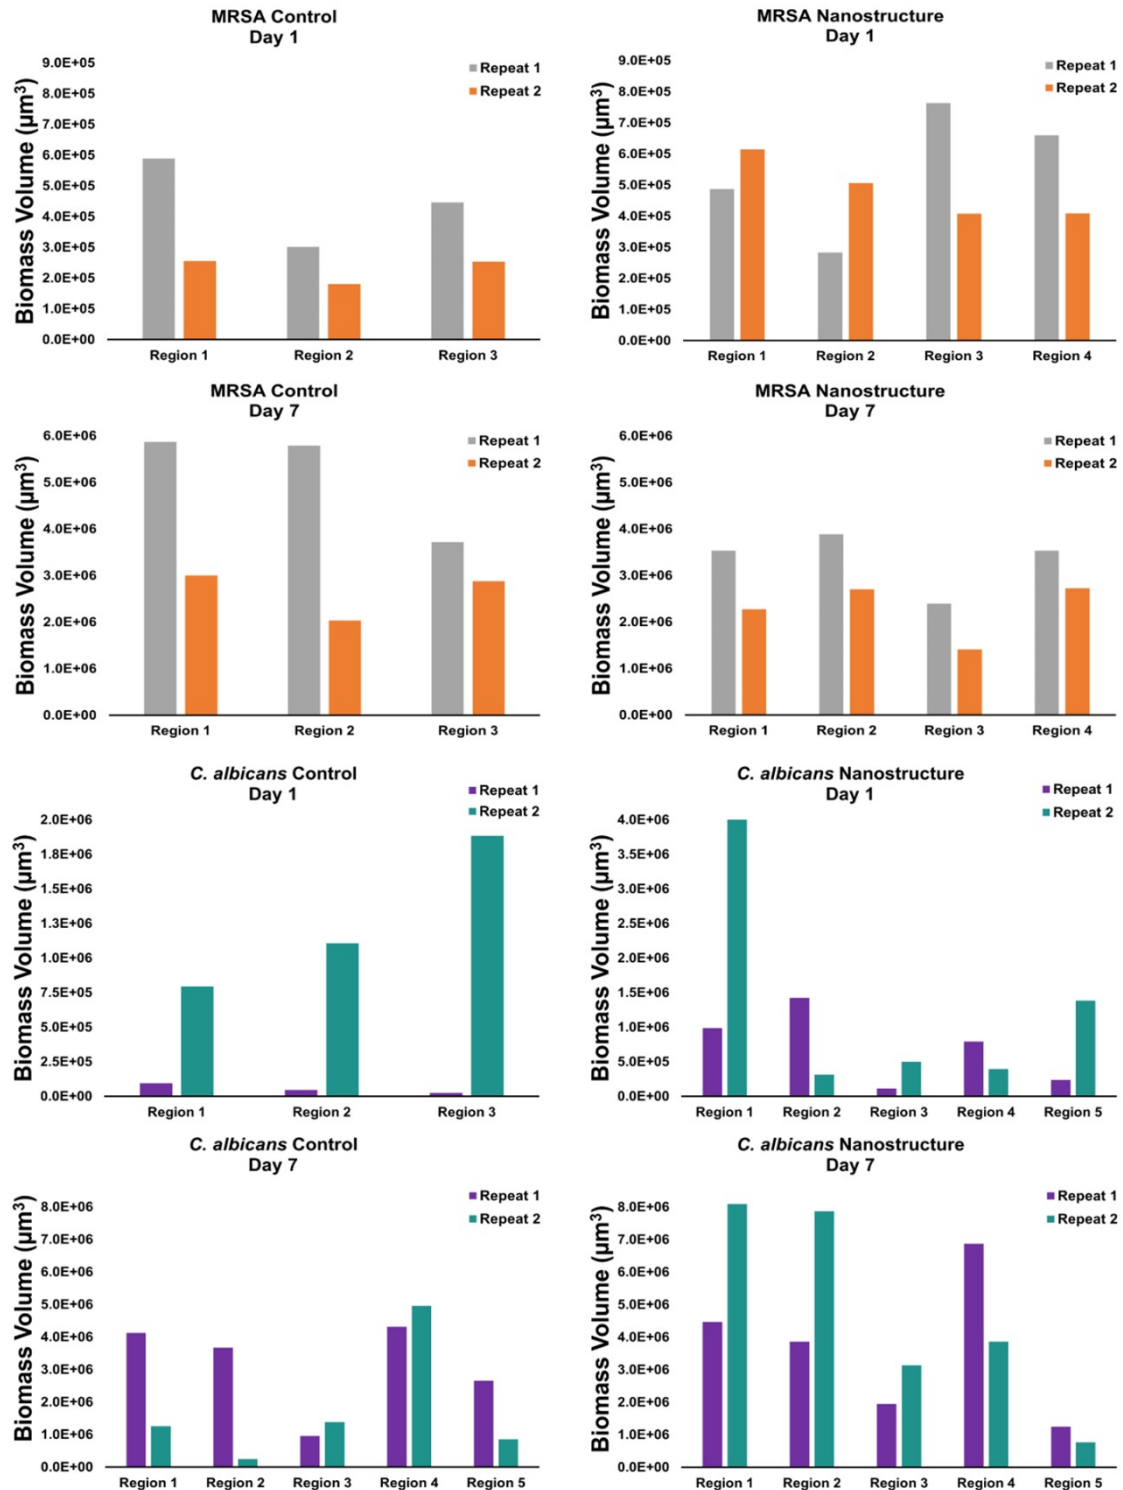 MRSA Control
Day 1
Biomass Volume (µm³)
9.0E+05
8.0E+05
7.0E+05
6.0E+05
5.0E+05
4.0E+05
3.0E+05
2.0E+05
1.0E+05
0.0E+00
Repeat 1
Repeat 2
Region 1 Region 2 Region 3
MRSA Nanostructure
Day 1
Biomass Volume (µm³)
9.0E+05
8.0E+05
7.0E+05
6.0E+05
5.0E+05
4.0E+05
3.0E+05
2.0E+05
1.0E+05
0.0E+00
Repeat 1
Repeat 2
Region 1 Region 2 Region 3 Region 4
MRSA Control
Day 7
Biomass Volume (µm³)
6.0E+06
5.0E+06
4.0E+06
3.0E+06
2.0E+06
1.0E+06
0.0E+00
Repeat 1
Repeat 2
Region 1 Region 2 Region 3
MRSA Nanostructure
Day 7
Biomass Volume (µm³)
6.0E+06
5.0E+06
4.0E+06
3.0E+06
2.0E+06
1.0E+06
0.0E+00
Repeat 1
Repeat 2
Region 1 Region 2 Region 3 Region 4
C. albicans Control
Day 1
Biomass Volume (µm³)
2.0E+06
1.8E+06
1.5E+06
1.3E+06
1.0E+06
7.5E+05
5.0E+05
2.5E+05
0.0E+00
Repeat 1
Repeat 2
Region 1 Region 2 Region 3
C. albicans Nanostructure
Day 1
Biomass Volume (µm³)
4.0E+06
3.5E+06
3.0E+06
2.5E+06
2.0E+06
1.5E+06
1.0E+06
5.0E+05
0.0E+00
Repeat 1
Repeat 2
Region 1 Region 2 Region 3 Region 4 Region 5
C. albicans Control
Day 7
Biomass Volume (µm³)
8.0E+06
7.0E+06
6.0E+06
5.0E+06
4.0E+06
3.0E+06
2.0E+06
1.0E+06
0.0E+00
Repeat 1
Repeat 2
Region 1 Region 2 Region 3 Region 4 Region 5
C. albicans Nanostructure
Day 7
Biomass Volume (µm³)
8.0E+06
7.0E+06
6.0E+06
5.0E+06
4.0E+06
3.0E+06
2.0E+06
1.0E+06
0.0E+00
Repeat 1
Repeat 2
Region 1 Region 2 Region 3 Region 4 Region 5